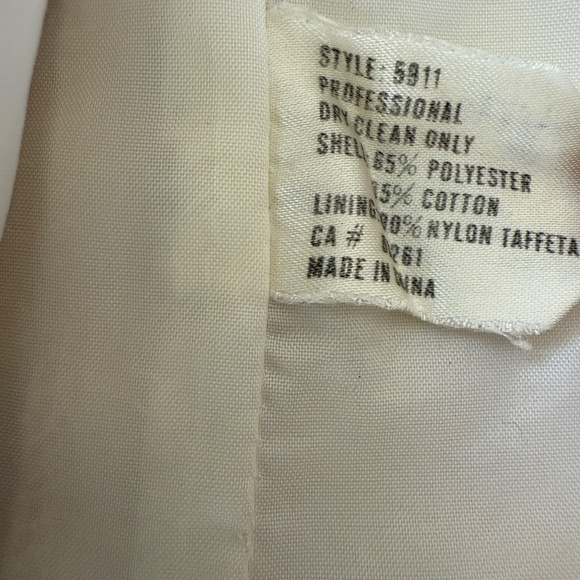 STYLE: 5911
PROFESSIONAL
DRY CLEAN ONLY
SHELL 65% POLYESTER
35% COTTON
LINING 100% NYLON TAFFETA
CA # 0261
MADE IN CHINA